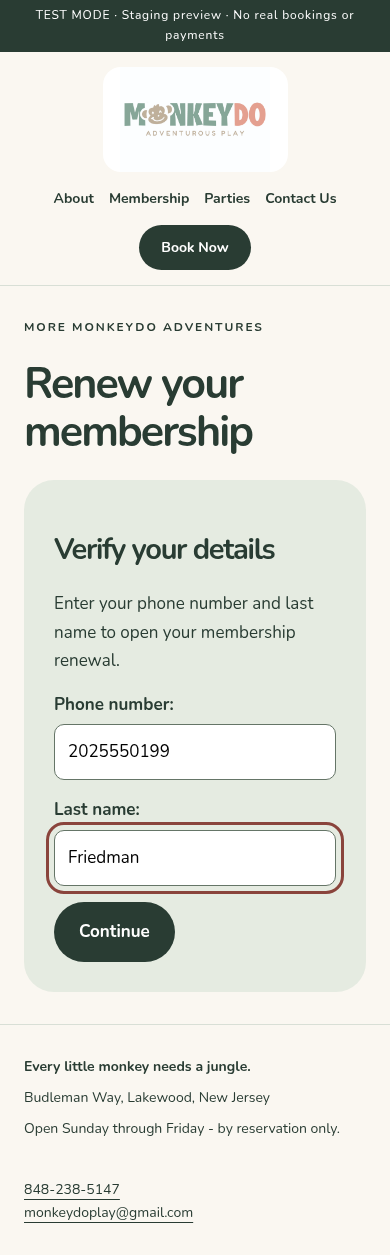 TEST MODE · Staging preview · No real bookings or
payments
MONKEYDO
ADVENTUROUS PLAY
About Membership Parties Contact Us
Book Now
MORE MONKEYDO ADVENTURES
Renew your
membership
Verify your details
Enter your phone number and last
name to open your membership
renewal.
Phone number:
2025550199
Last name:
Friedman
Continue
Every little monkey needs a jungle.
Budleman Way, Lakewood, New Jersey
Open Sunday through Friday - by reservation only.
848-238-5147
monkeydoplay@gmail.com